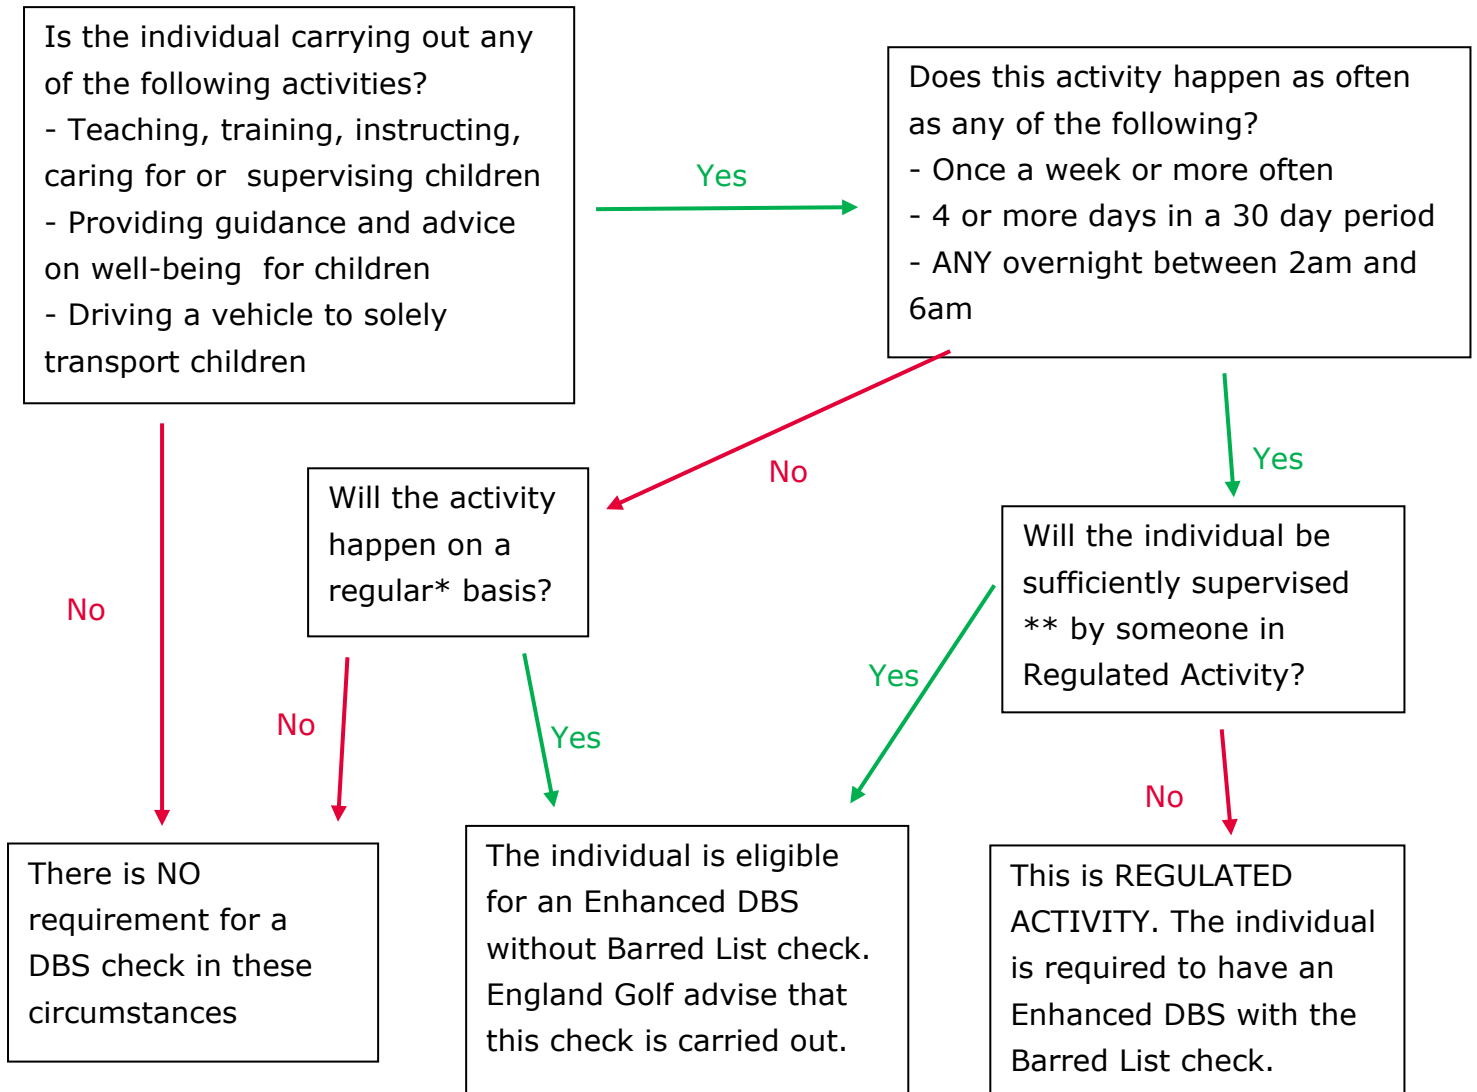 Is the individual carrying out any
of the following activities?
- Teaching, training, instructing,
caring for or  supervising children
- Providing guidance and advice
on well-being  for children
- Driving a vehicle to solely
transport children
Yes
Does this activity happen as often
as any of the following?
- Once a week or more often
- 4 or more days in a 30 day period
- ANY overnight between 2am and
6am
No
No
Yes
Will the activity
happen on a
regular* basis?
Will the individual be
sufficiently supervised
** by someone in
Regulated Activity?
No
Yes
Yes
No
There is NO
requirement for a
DBS check in these
circumstances
The individual is eligible
for an Enhanced DBS
without Barred List check.
England Golf advise that
this check is carried out.
This is REGULATED
ACTIVITY. The individual
is required to have an
Enhanced DBS with the
Barred List check.